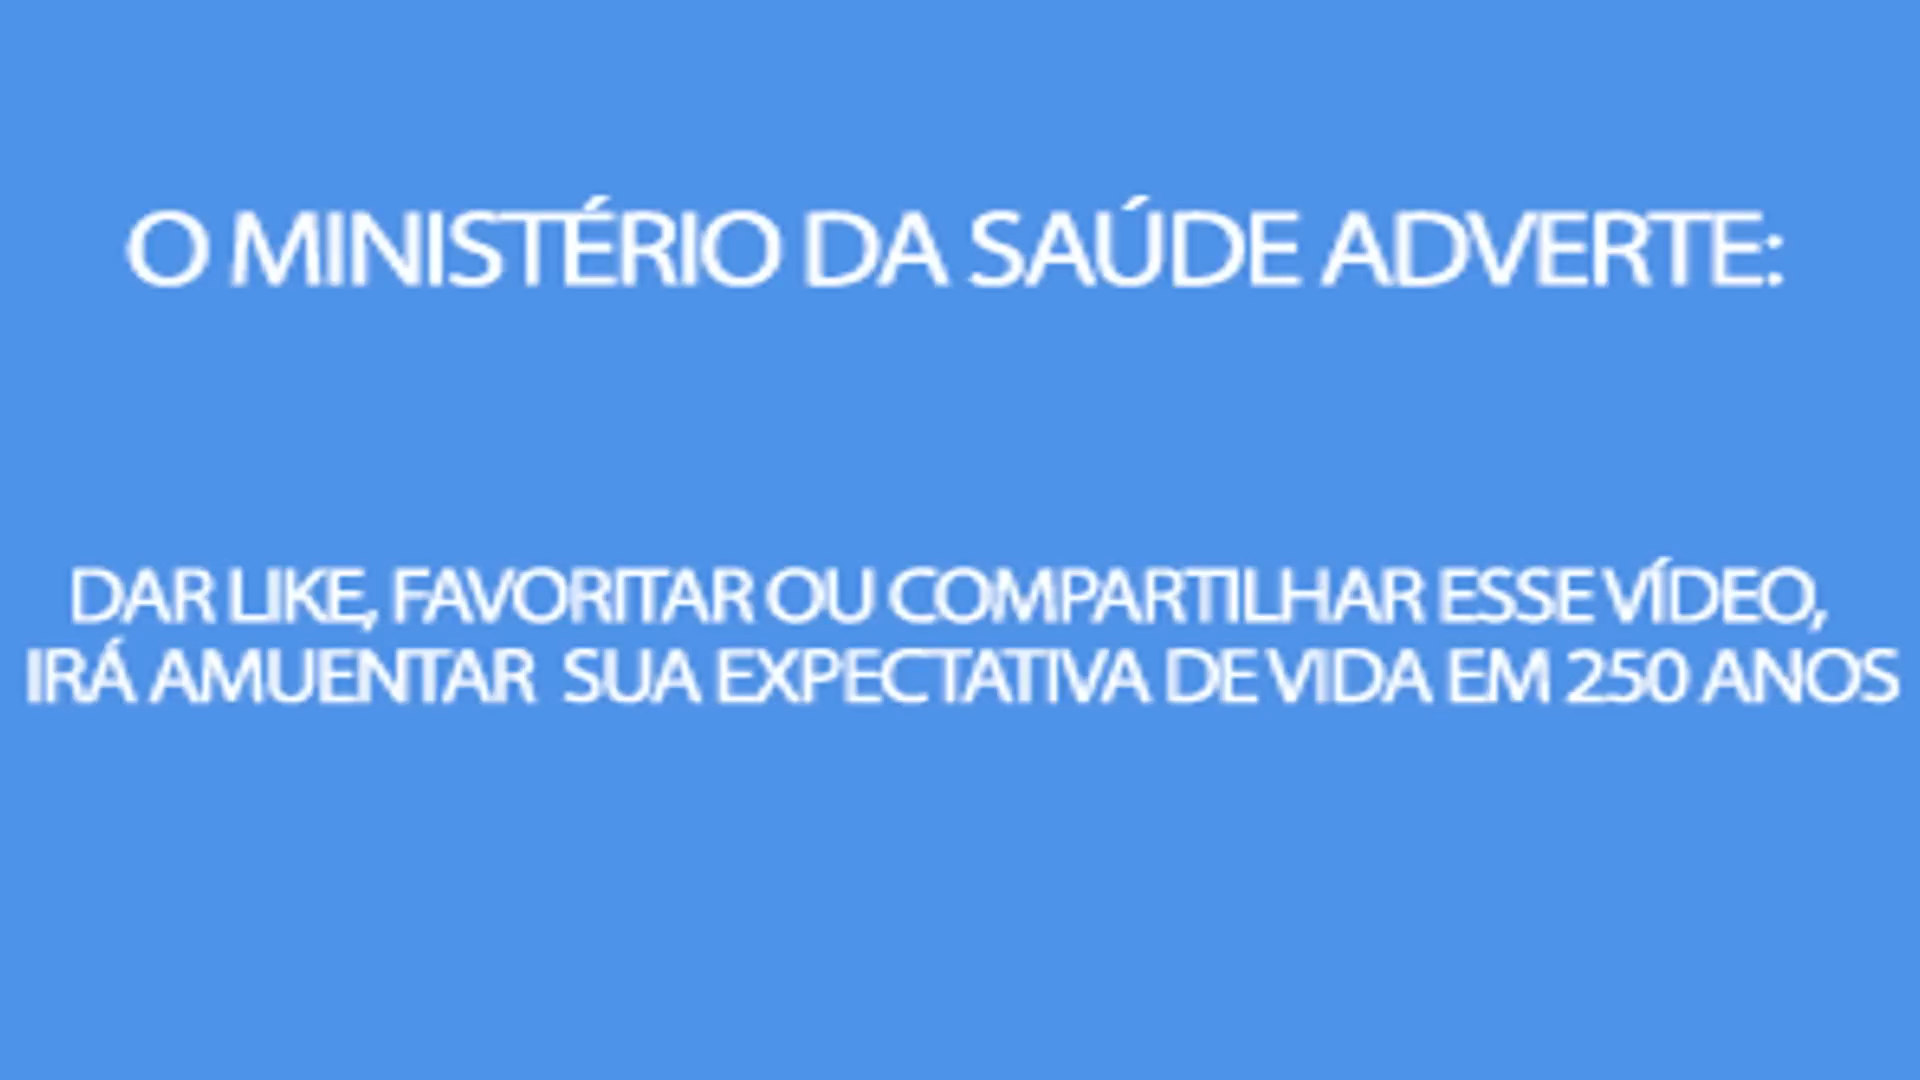 O MINISTÉRIO DA SAÚDE ADVERTE:
DAR LIKE, FAVORITAR OU COMPARTILHAR ESSE VÍDEO,
IRÁ AMUENTAR SUA EXPECTATIVA DE VIDA EM 250 ANOS